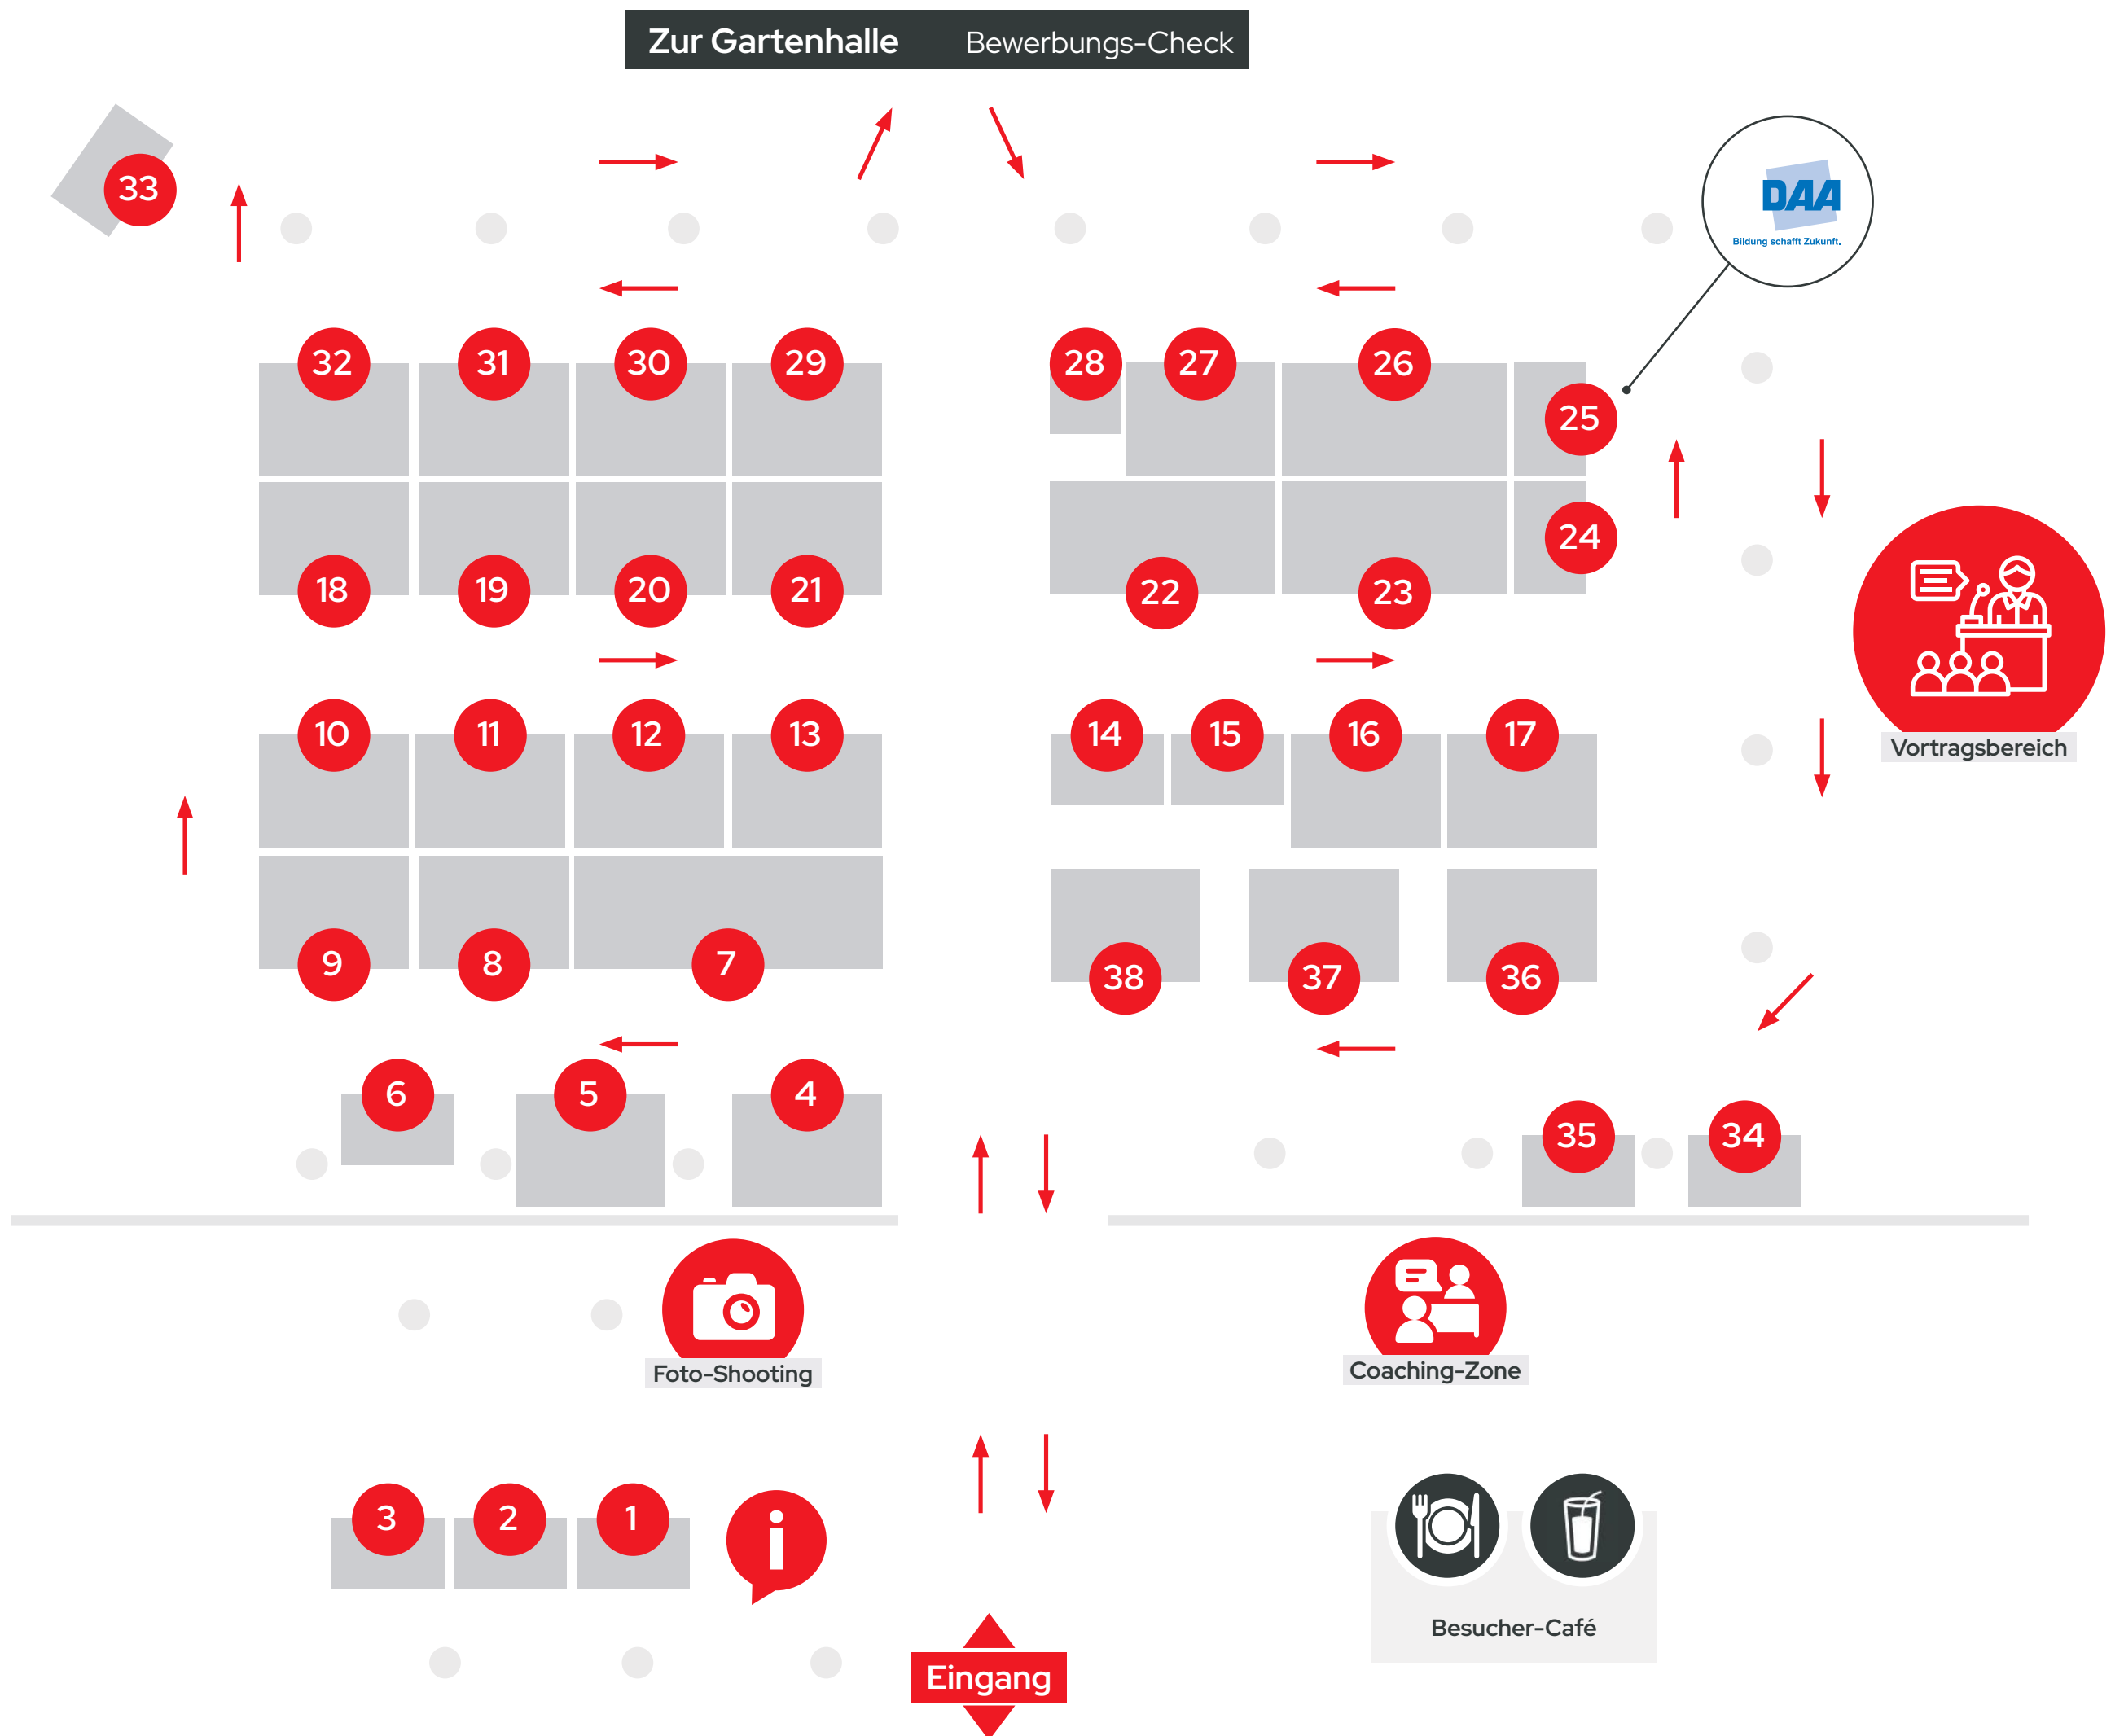 Zur Gartenhalle Bewerbungs-Check
33
DAA
Bildung schafft Zukunft.
32 31 30 29 28 27 26
25
24
18 19 20 21 22 23
10 11 12 13 14 15 16 17
Vortragsbereich
9 8 7 38 37 36
6 5 4 35 34
Foto-Shooting
Coaching-Zone
3 2 1 i
Besucher-Café
Eingang